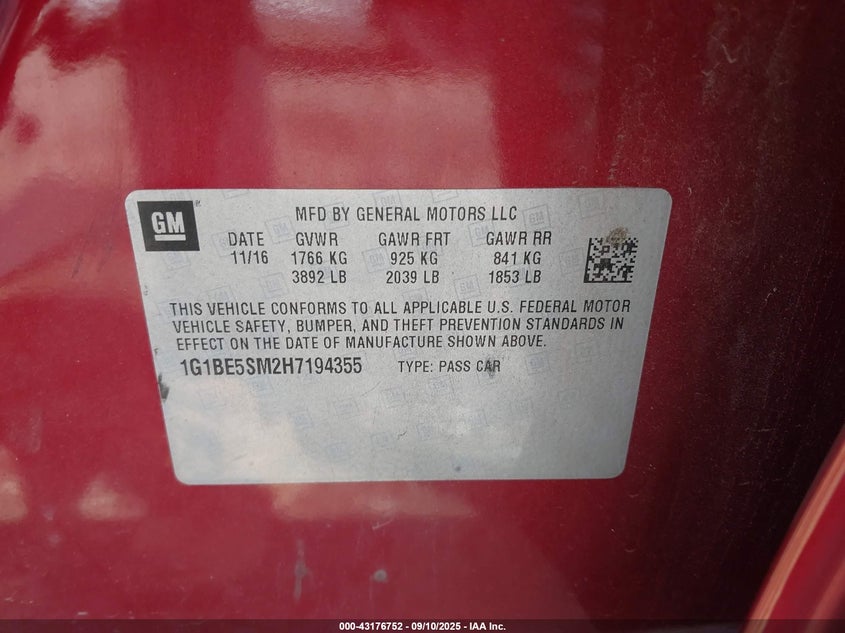 GM
MFD BY GENERAL MOTORS LLC
DATE GVWR GAWR FRT GAWR RR
11/16 1766 KG 925 KG 841 KG
3892 LB 2039 LB 1853 LB
THIS VEHICLE CONFORMS TO ALL APPLICABLE U.S. FEDERAL MOTOR
VEHICLE SAFETY, BUMPER, AND THEFT PREVENTION STANDARDS IN
EFFECT ON THE DATE OF MANUFACTURE SHOWN ABOVE.
1G1BE5SM2H7194355 TYPE: PASS CAR
000-43176752 - 09/10/2025 - IAA Inc.